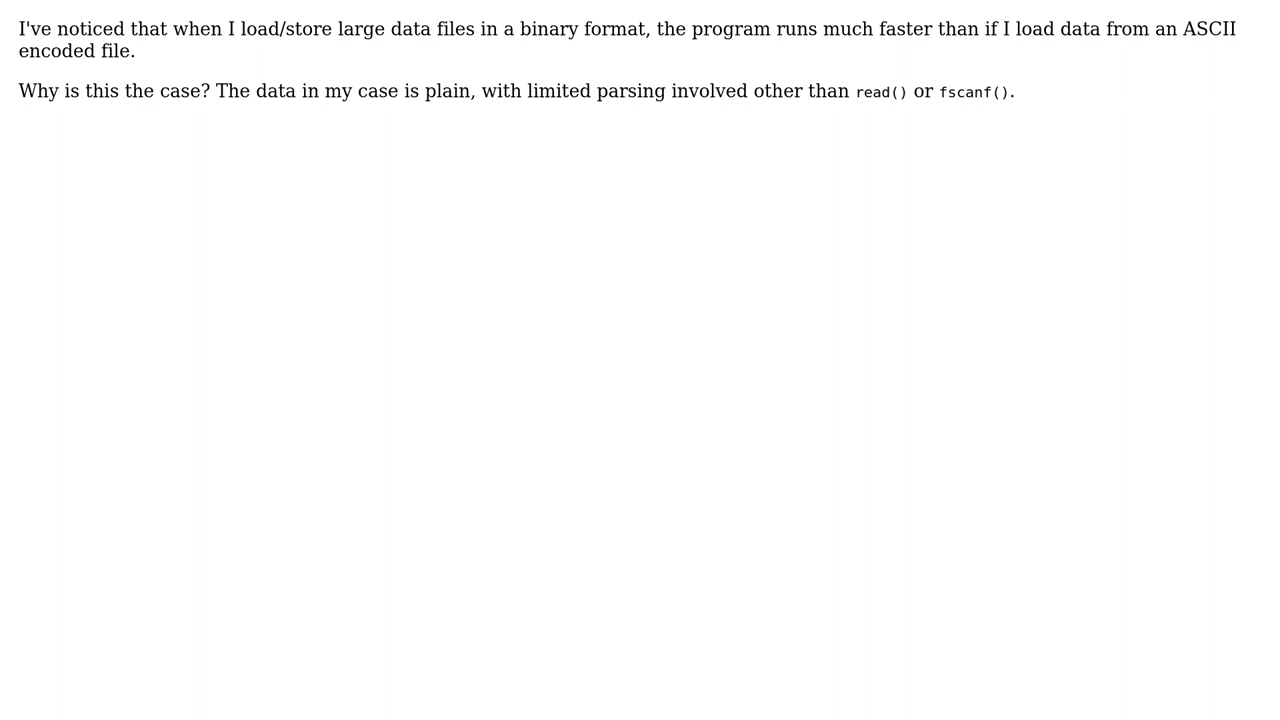 I've noticed that when I load/store large data files in a binary format, the program runs much faster than if I load data from an ASCII
encoded file.
Why is this the case? The data in my case is plain, with limited parsing involved other than read() or fscanf().